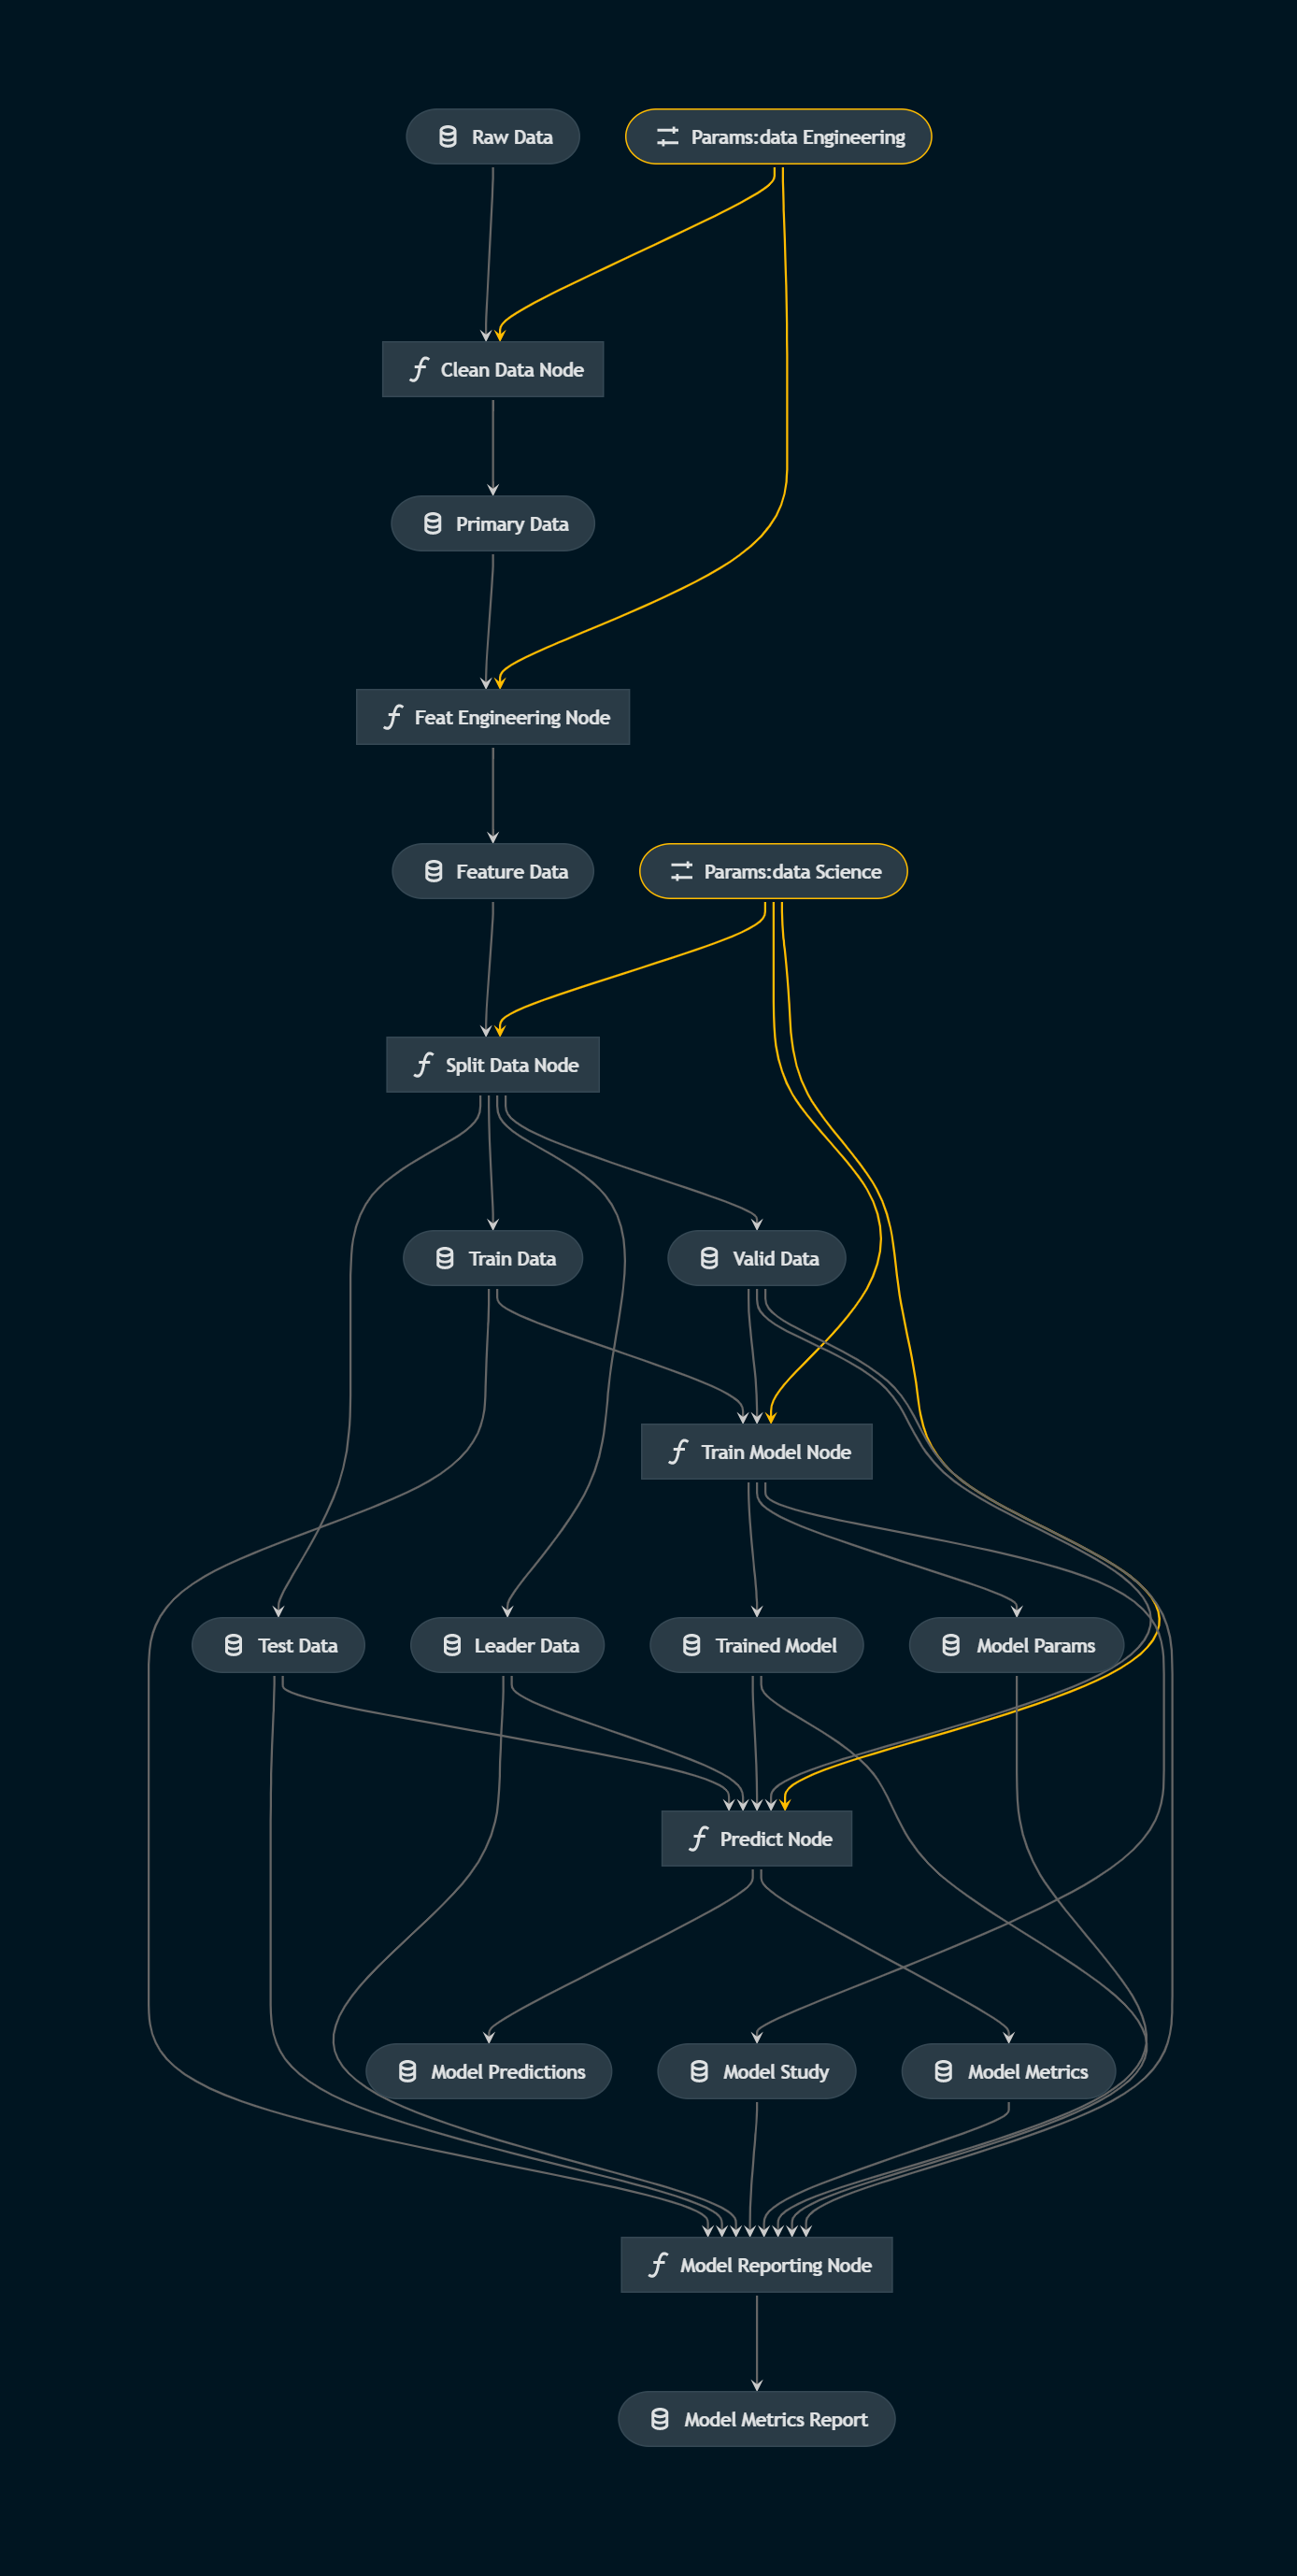 Raw Data
Params:data Engineering
Clean Data Node
Primary Data
Feat Engineering Node
Feature Data
Params:data Science
Split Data Node
Train Data
Valid Data
Train Model Node
Test Data
Leader Data
Trained Model
Model Params
Predict Node
Model Predictions
Model Study
Model Metrics
Model Reporting Node
Model Metrics Report